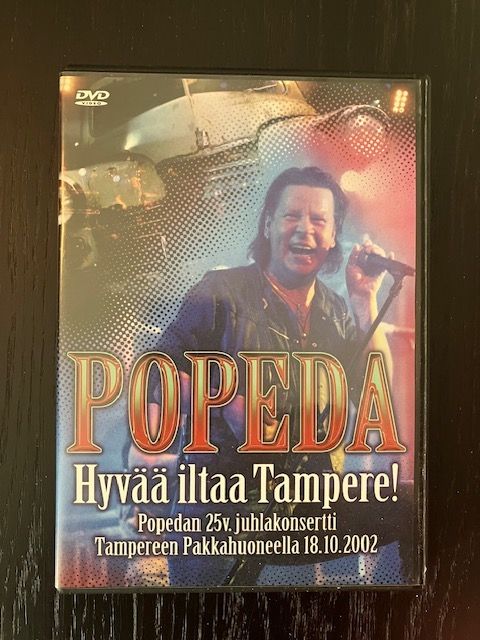 DVD
VIDEO
POPEDA
Hyvää iltaa Tampere!
Popedan 25v. juhlakonsertti
Tampereen Pakkahuoneella 18.10.2002